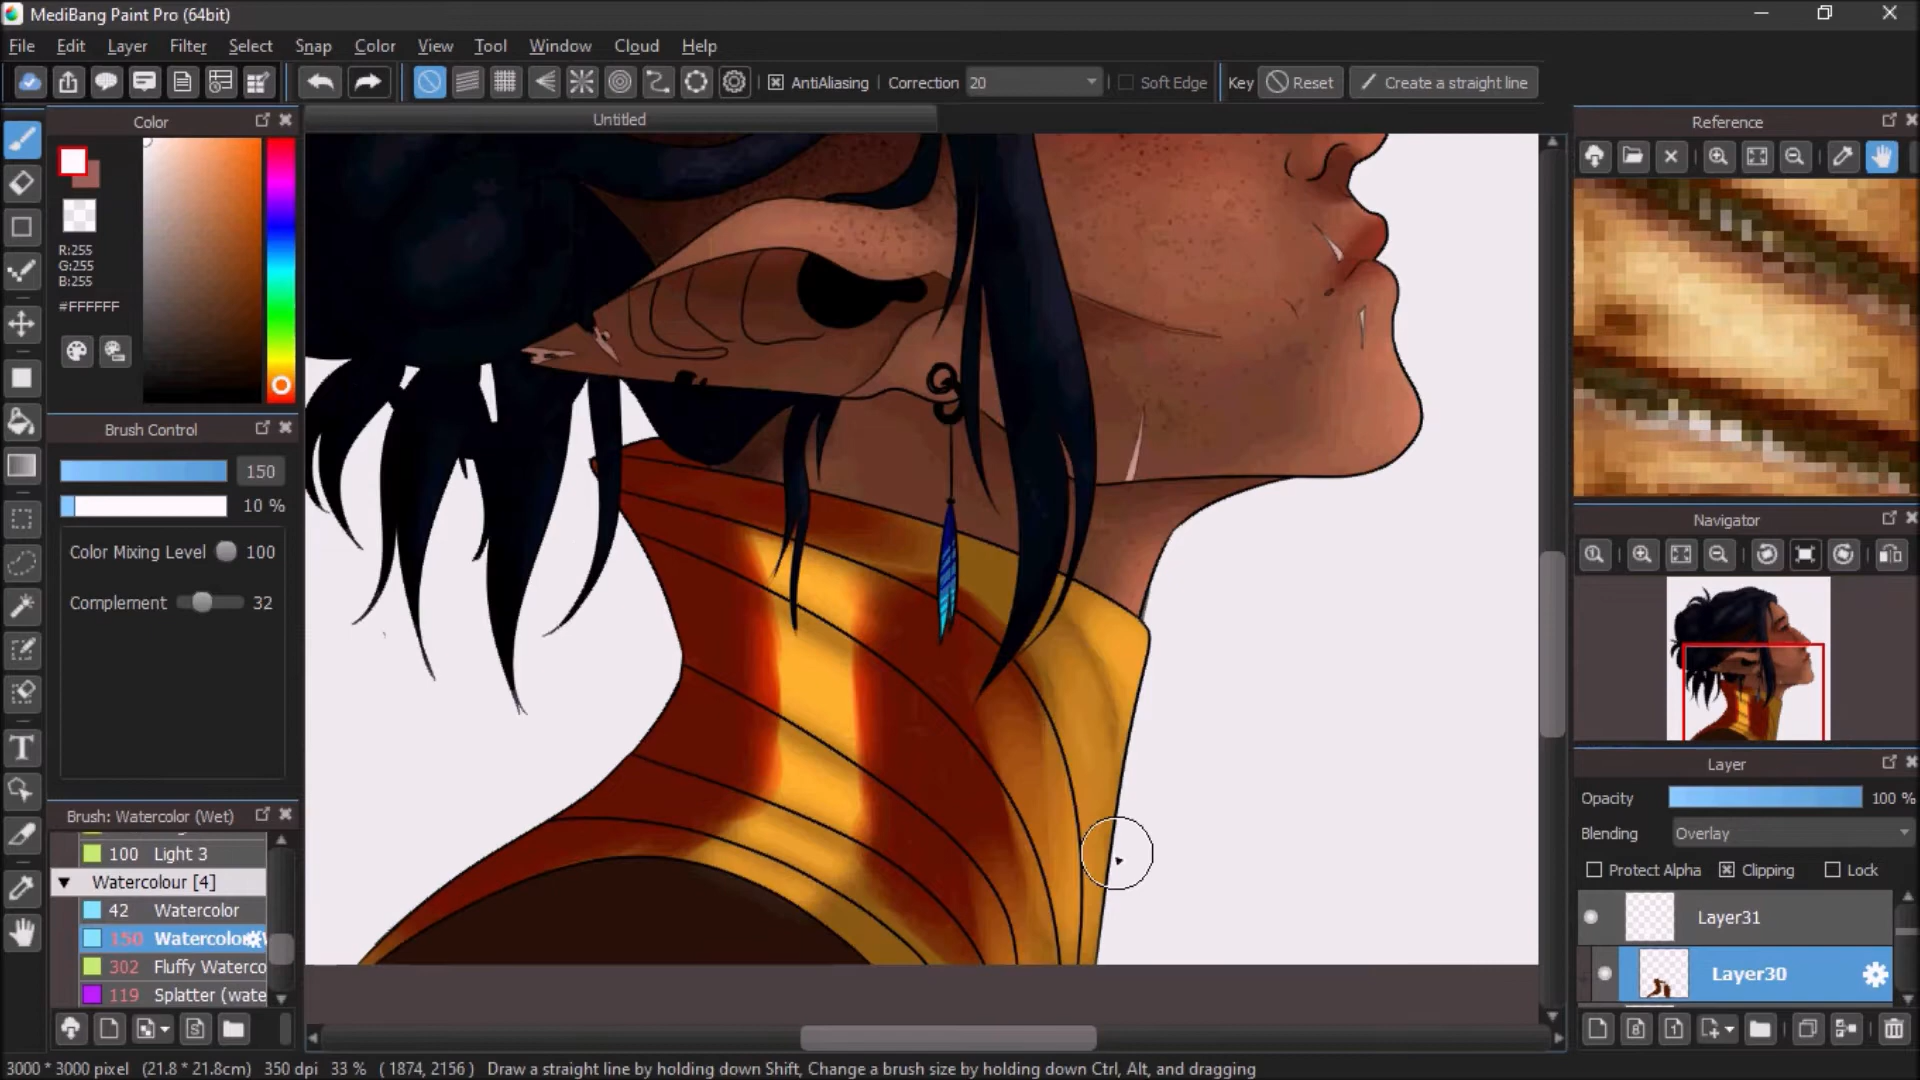 MediBang Paint Pro (64bit)
File Edit Layer Filter Select Snap Color View Tool Window Cloud Help
AntiAliasing Correction 20 Soft Edge Key Reset Create a straight line
Color
Untitled
Reference
R:255
G:255
B:255
#FFFFFF
Brush Control
150
10 %
Color Mixing Level 100
Complement 32
Navigator
Layer
Opacity 100 %
Blending Overlay
Protect Alpha Clipping Lock
Layer31
Layer30
Brush: Watercolor (Wet)
100 Light 3
Watercolour [4]
42 Watercolor
150 Watercolor
302 Fluffy Waterco
119 Splatter (wate
3000 * 3000 pixel (21.8 * 21.8cm) 350 dpi 33 % ( 1874, 2156 ) Draw a straight line by holding down Shift, Change a brush size by holding down Ctrl, Alt, and dragging